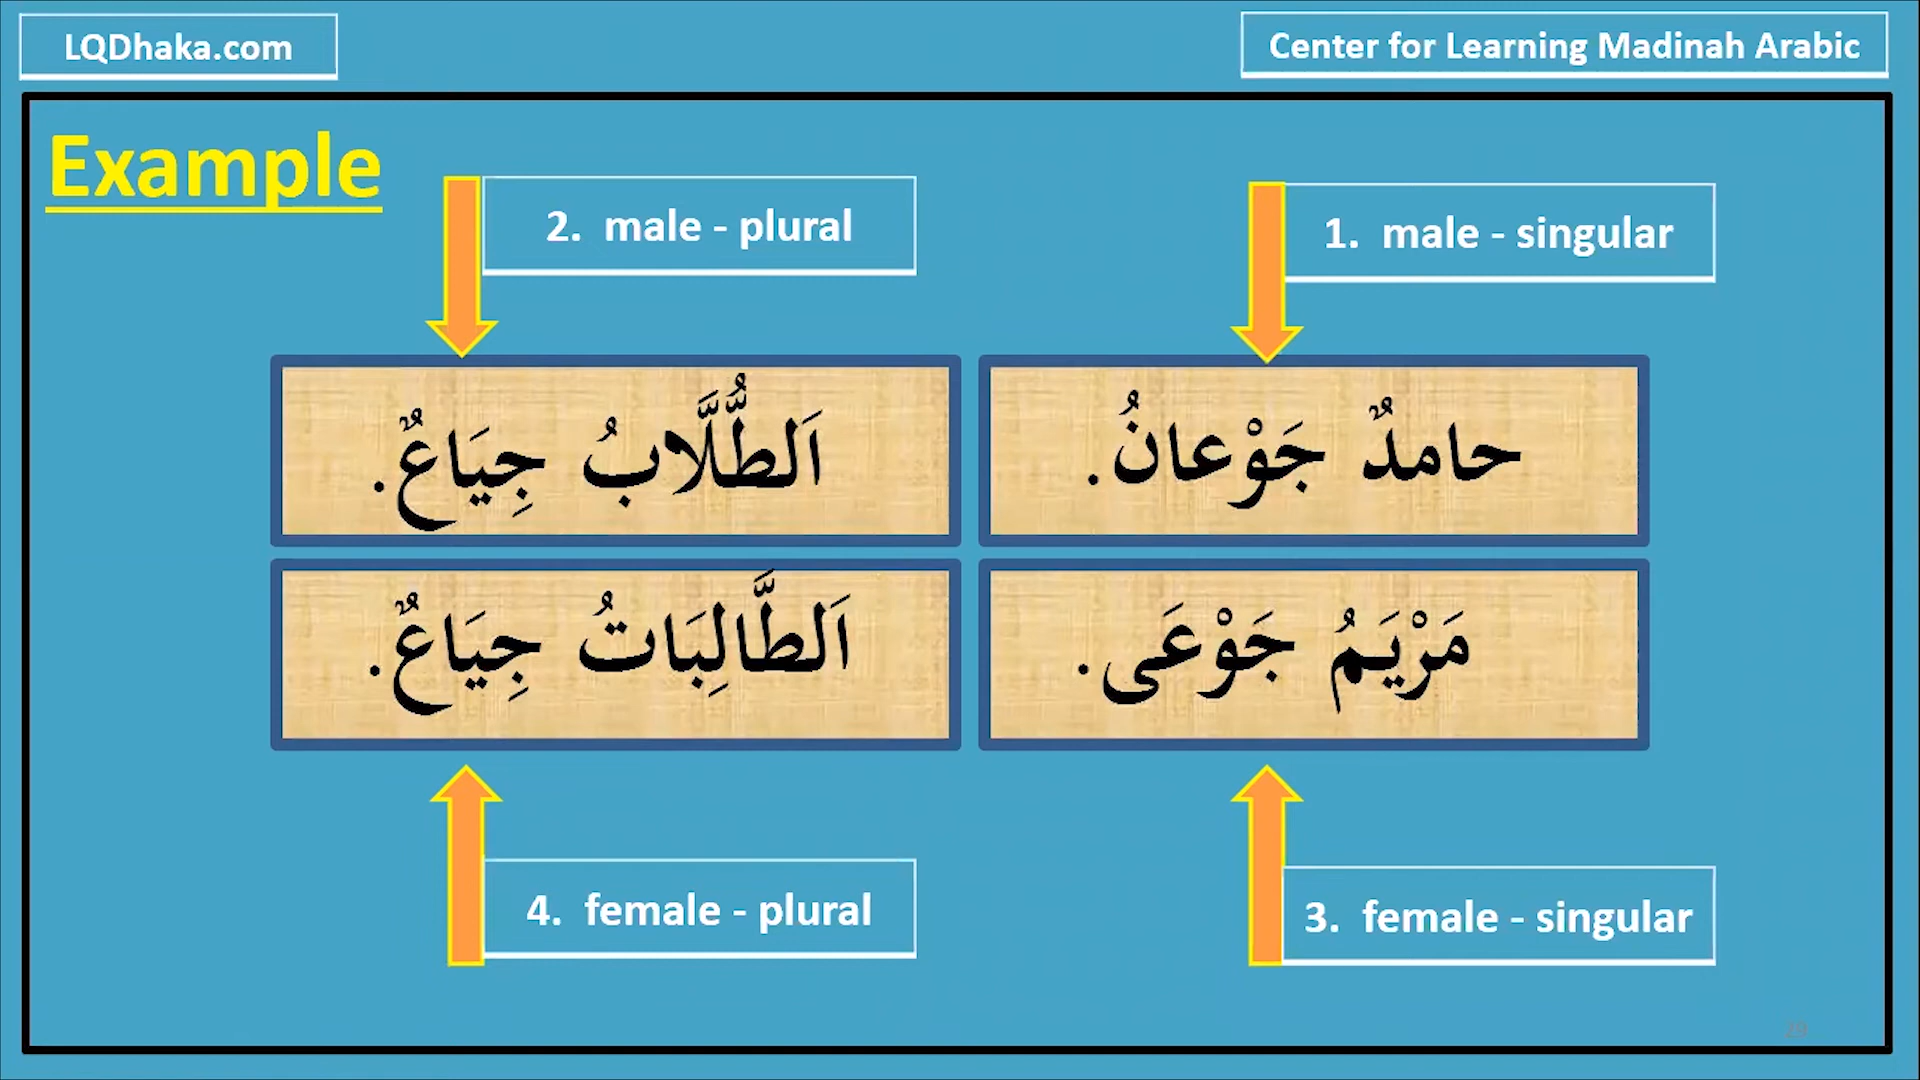 LQDhaka.com
Center for Learning Madinah Arabic
Example
2. male - plural
1. male - singular
حامدٌ جَوْعانُ.
اَلطُّلَّابُ جِيَاعٌ.
مَرْيَمُ جَوْعَى.
اَلطَّالِبَاتُ جِيَاعٌ.
4. female - plural
3. female - singular